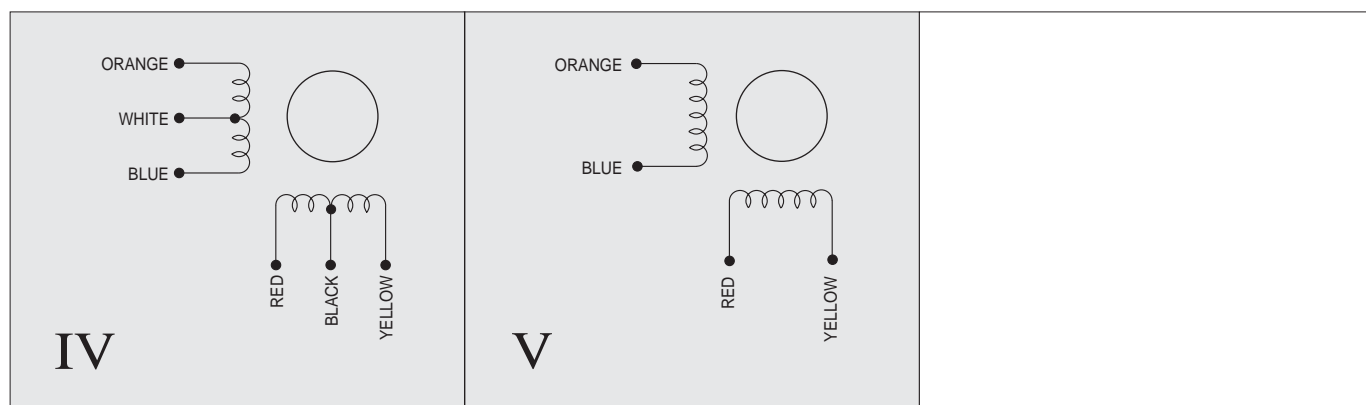 ORANGE
WHITE
BLUE
RED
BLACK
YELLOW
IV
ORANGE
BLUE
RED
YELLOW
V